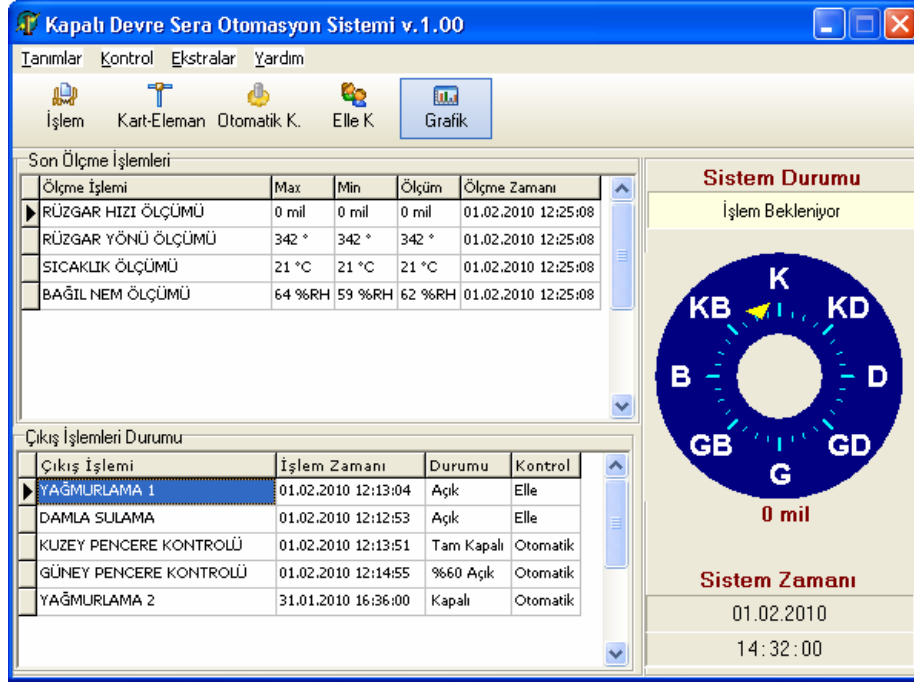 Kapalı Devre Sera Otomasyon Sistemi v.1.00
Tanımlar Kontrol Ekstralar Yardım
İşlem Kart-Eleman Otomatik K. Elle K Grafik
Son Ölçme İşlemleri
Ölçme İşlemi Max Min Ölçüm Ölçme Zamanı
RÜZGAR HIZI ÖLÇÜMÜ 0 mil 0 mil 0 mil 01.02.2010 12:25:08
RÜZGAR YÖNÜ ÖLÇÜMÜ 342 ° 342 ° 342 ° 01.02.2010 12:25:08
SICAKLIK ÖLÇÜMÜ 21 °C 21 °C 21 °C 01.02.2010 12:25:08
BAĞIL NEM ÖLÇÜMÜ 64 %RH 59 %RH 62 %RH 01.02.2010 12:25:08
Çıkış İşlemleri Durumu
Çıkış İşlemi İşlem Zamanı Durumu Kontrol
YAĞMURLAMA 1 01.02.2010 12:13:04 Açık Elle
DAMLA SULAMA 01.02.2010 12:12:53 Açık Elle
KUZEY PENCERE KONTROLÜ 01.02.2010 12:13:51 Tam Kapalı Otomatik
GÜNEY PENCERE KONTROLÜ 01.02.2010 12:14:55 %60 Açık Otomatik
YAĞMURLAMA 2 31.01.2010 16:36:00 Kapalı Otomatik
Sistem Durumu
İşlem Bekleniyor
K
KB KD
B D
GB GD
G
0 mil
Sistem Zamanı
01.02.2010
14:32:00